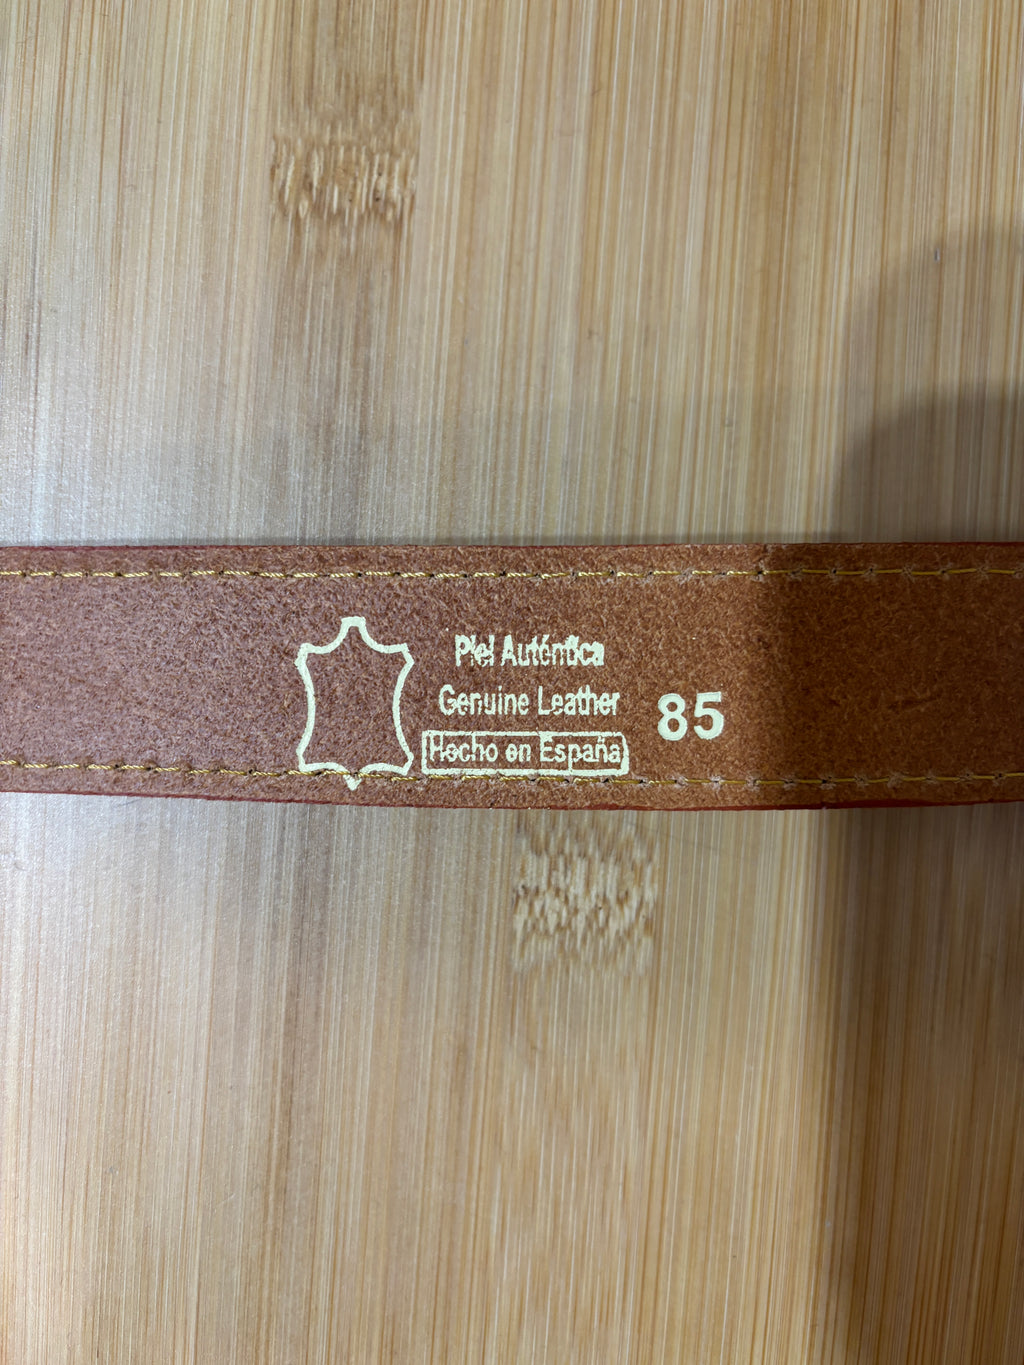 Piel Auténtica
Genuine Leather
Hecho en España
85